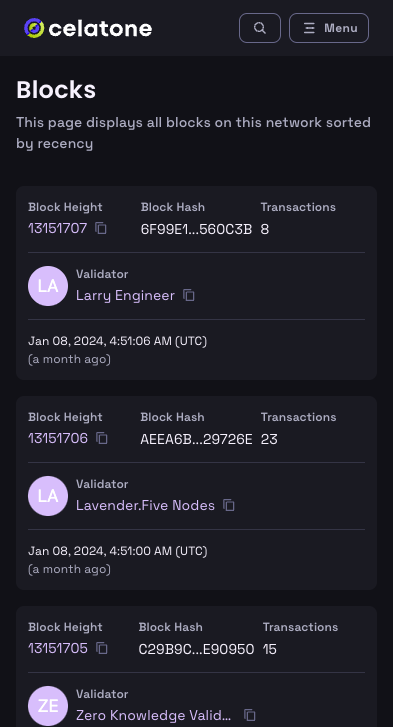 celatone
Menu
Blocks
This page displays all blocks on this network sorted
by recency
Block Height Block Hash Transactions
13151707 6F99E1...560C3B 8
LA
Validator
Larry Engineer
Jan 08, 2024, 4:51:06 AM (UTC)
(a month ago)
Block Height Block Hash Transactions
13151706 AEEA6B...29726E 23
LA
Validator
Lavender.Five Nodes
Jan 08, 2024, 4:51:00 AM (UTC)
(a month ago)
Block Height Block Hash Transactions
13151705 C29B9C...E90950 15
ZE
Validator
Zero Knowledge Valid...